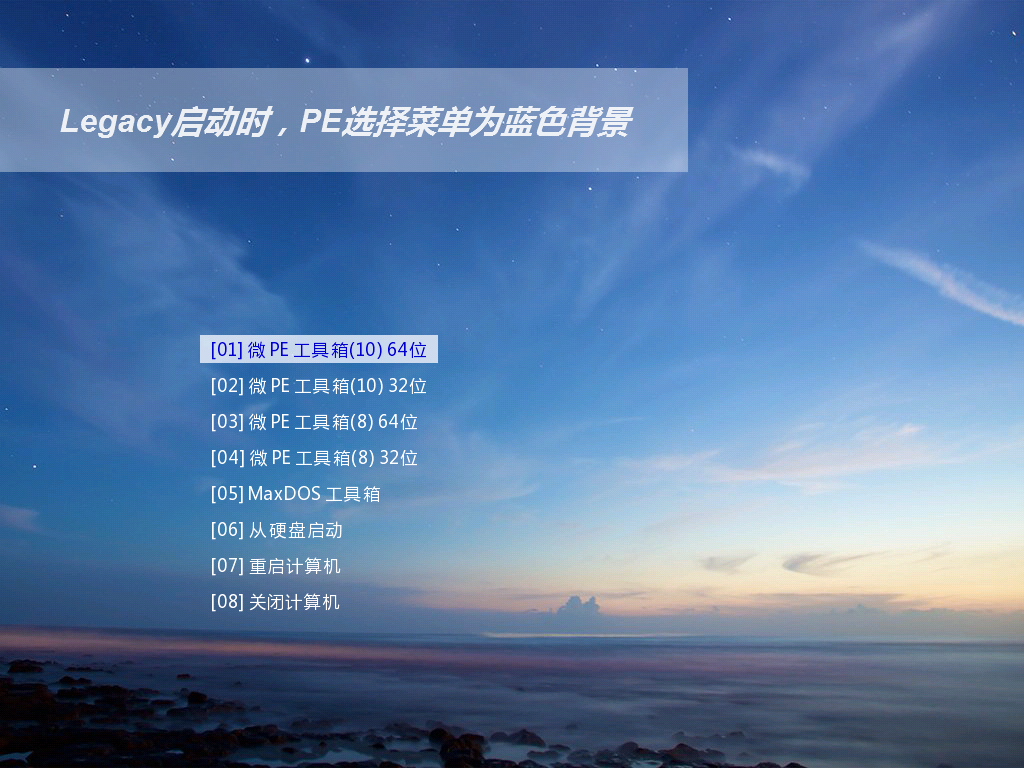 Legacy启动时，PE选择菜单为蓝色背景
[01] 微 PE 工具箱(10) 64位
[02] 微 PE 工具箱(10) 32位
[03] 微 PE 工具箱(8) 64位
[04] 微 PE 工具箱(8) 32位
[05] MaxDOS 工具箱
[06] 从硬盘启动
[07] 重启计算机
[08] 关闭计算机